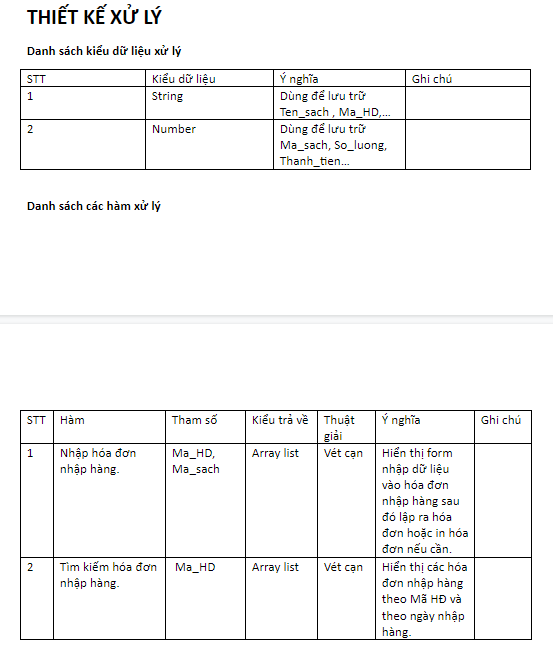 THIẾT KẾ XỬ LÝ
Danh sách kiểu dữ liệu xử lý
STT Kiểu dữ liệu Ý nghĩa Ghi chú
1 String Dùng để lưu trữ
Ten_sach , Ma_HD,...
2 Number Dùng để lưu trữ
Ma_sach, So_luong,
Thanh_tien...
Danh sách các hàm xử lý
STT Hàm Tham số Kiểu trả về Thuật Ý nghĩa Ghi chú
giải
1 Nhập hóa đơn Ma_HD, Array list Vét cạn Hiển thị form
nhập hàng. Ma_sach nhập dữ liệu
vào hóa đơn
nhập hàng sau
đó lập ra hóa
đơn hoặc in hóa
đơn nếu cần.
2 Tìm kiếm hóa đơn Ma_HD Array list Vét cạn Hiển thị các hóa
nhập hàng. đơn nhập hàng
theo Mã HĐ và
theo ngày nhập
hàng.